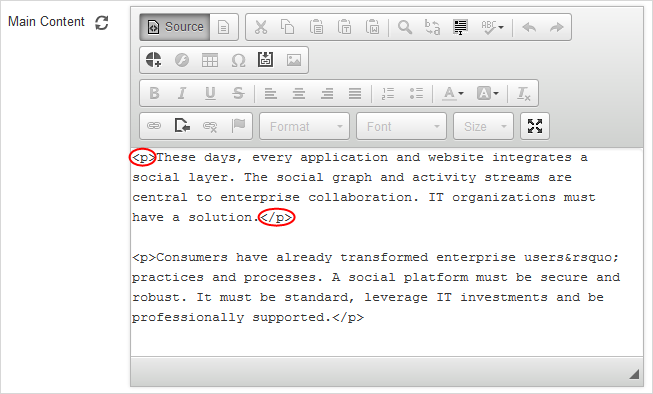 Main Content
Source
ABC
B I U S
A A Tx
Format Font Size
<p>These days, every application and website integrates a
social layer. The social graph and activity streams are
central to enterprise collaboration. IT organizations must
have a solution.</p>
<p>Consumers have already transformed enterprise users&rsquo;
practices and processes. A social platform must be secure and
robust. It must be standard, leverage IT investments and be
professionally supported.</p>